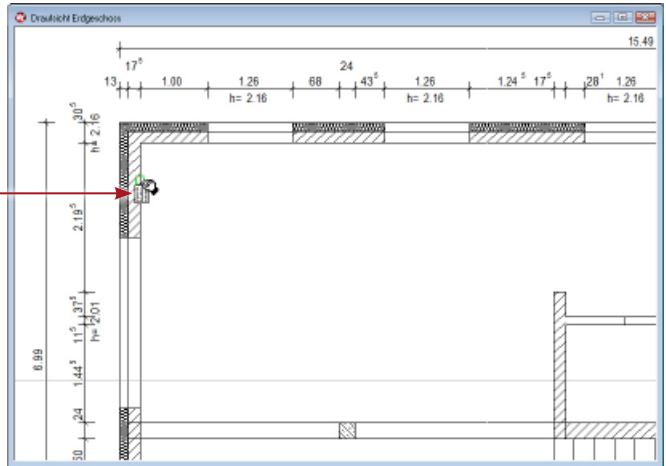 Draufsicht Erdgeschoss
15.49
17⁵ 24
13 1.00 1.26 68 43⁵ 1.26 1.24⁵ 17⁵ 28¹ 1.26
h= 2.16 h= 2.16 h= 2.16
30⁵
h= 2.16
2.19⁵
37⁵
h= 2.01
11⁵
6.99
1.44⁵
24
50